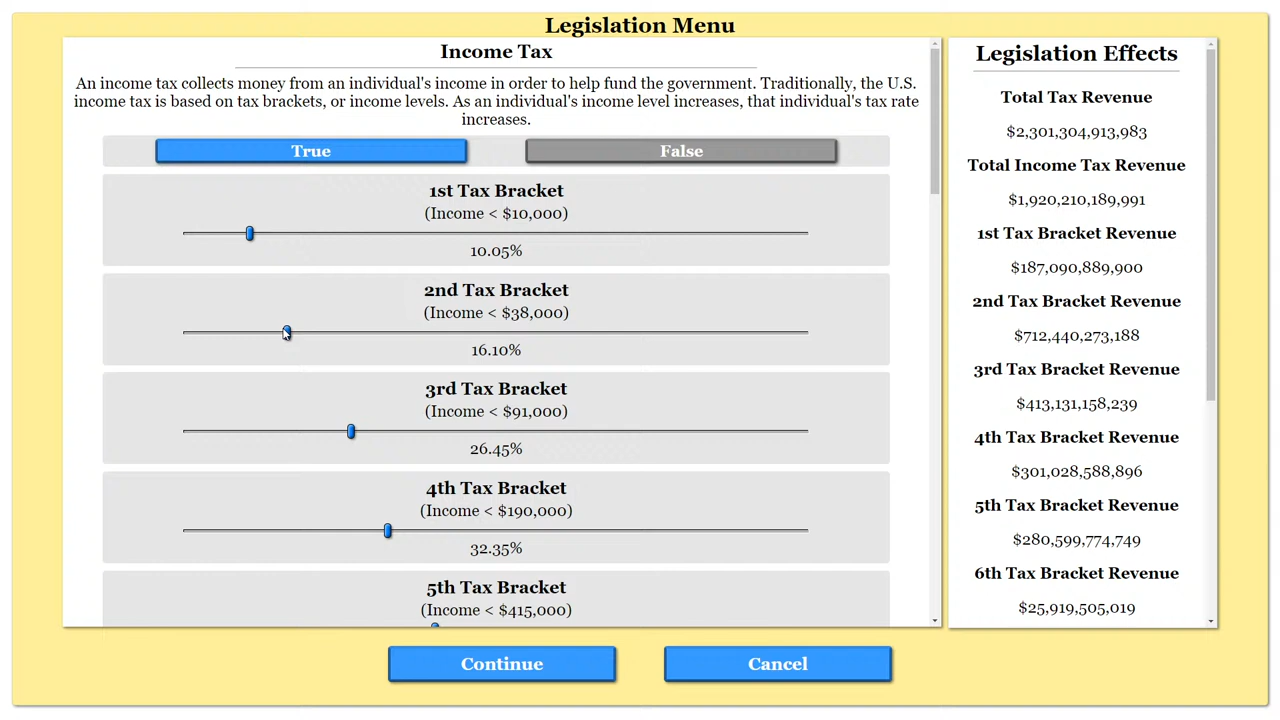 Legislation Menu
Income Tax
An income tax collects money from an individual's income in order to help fund the government. Traditionally, the U.S.
income tax is based on tax brackets, or income levels. As an individual's income level increases, that individual's tax rate
increases.
True
False
1st Tax Bracket
(Income < $10,000)
10.05%
2nd Tax Bracket
(Income < $38,000)
16.10%
3rd Tax Bracket
(Income < $91,000)
26.45%
4th Tax Bracket
(Income < $190,000)
32.35%
5th Tax Bracket
(Income < $415,000)
Legislation Effects
Total Tax Revenue
$2,301,304,913,983
Total Income Tax Revenue
$1,920,210,189,991
1st Tax Bracket Revenue
$187,090,889,900
2nd Tax Bracket Revenue
$712,440,273,188
3rd Tax Bracket Revenue
$413,131,158,239
4th Tax Bracket Revenue
$301,028,588,896
5th Tax Bracket Revenue
$280,599,774,749
6th Tax Bracket Revenue
$25,919,505,019
Continue
Cancel